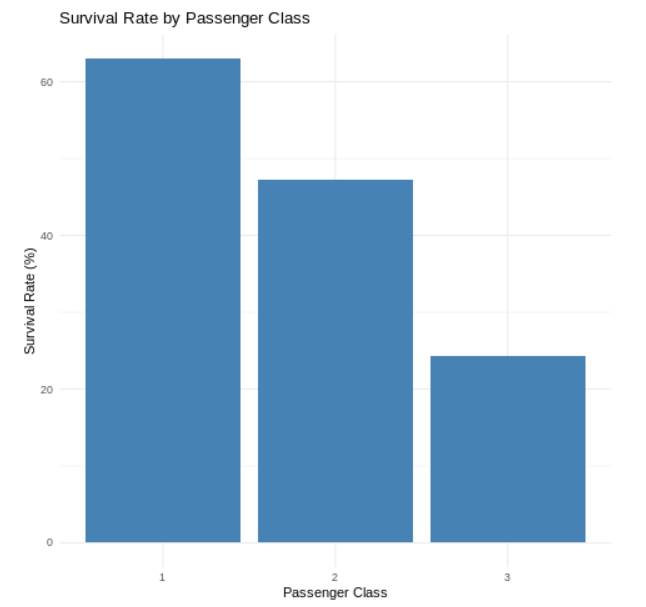 Survival Rate by Passenger Class
Survival Rate (%)
60
40
20
0
1 2 3
Passenger Class